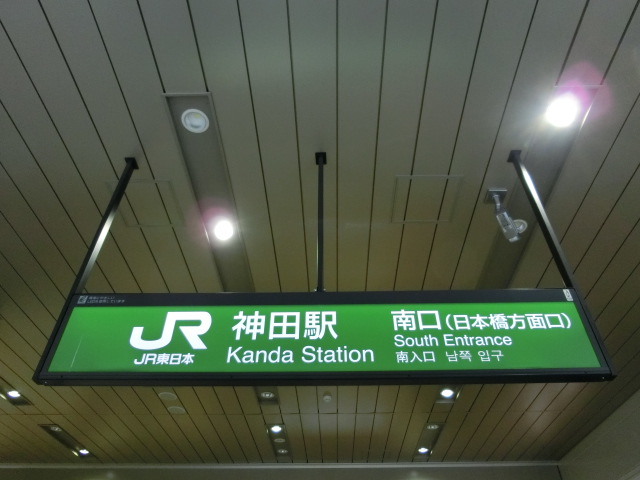 JR
JR東日本
神田駅
Kanda Station
南口(日本橋方面口)
South Entrance
南入口 남쪽 입구